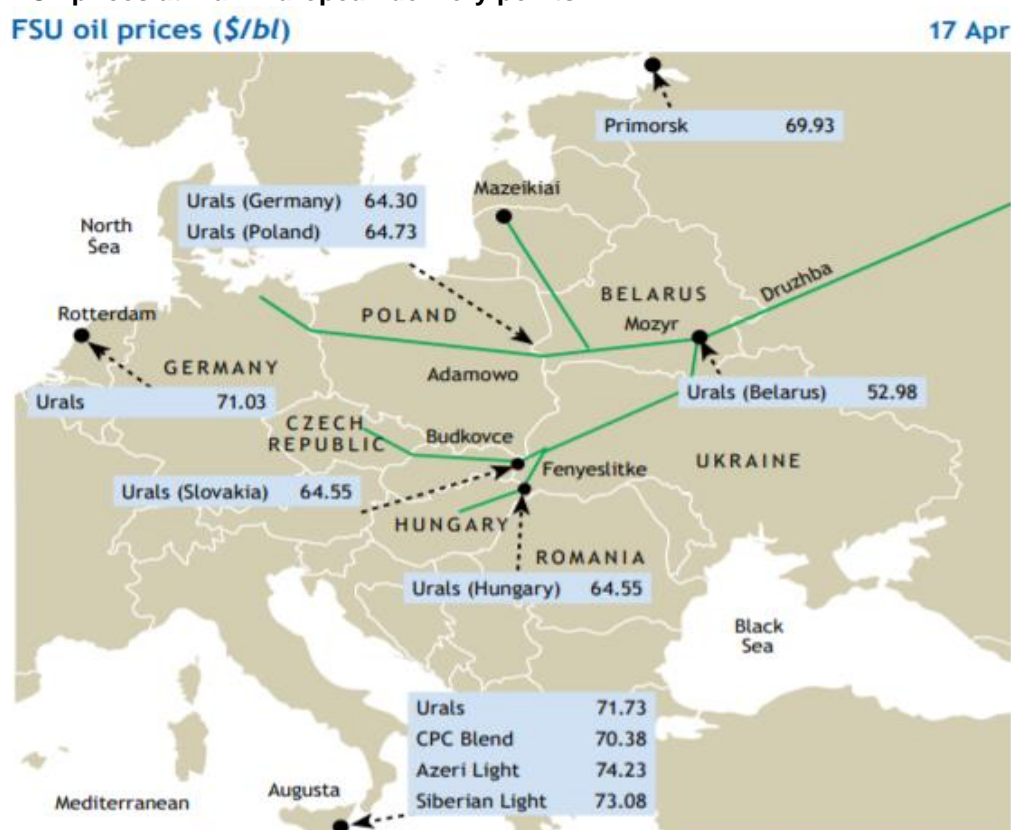 FSU oil prices ($/bl) 17 Apr
Primorsk 69.93
Mazeikiai
Urals (Germany) 64.30
Urals (Poland) 64.73
North
Sea
Druzhba
BELARUS
Rotterdam
POLAND
Mozyr
GERMANY
Adamowo
Urals 71.03
Urals (Belarus) 52.98
CZECH
REPUBLIC
Budkovce
Fenyeslitke
UKRAINE
Urals (Slovakia) 64.55
HUNGARY
ROMANIA
Urals (Hungary) 64.55
Black
Sea
Urals 71.73
CPC Blend 70.38
Azeri Light 74.23
Siberian Light 73.08
Augusta
Mediterranean